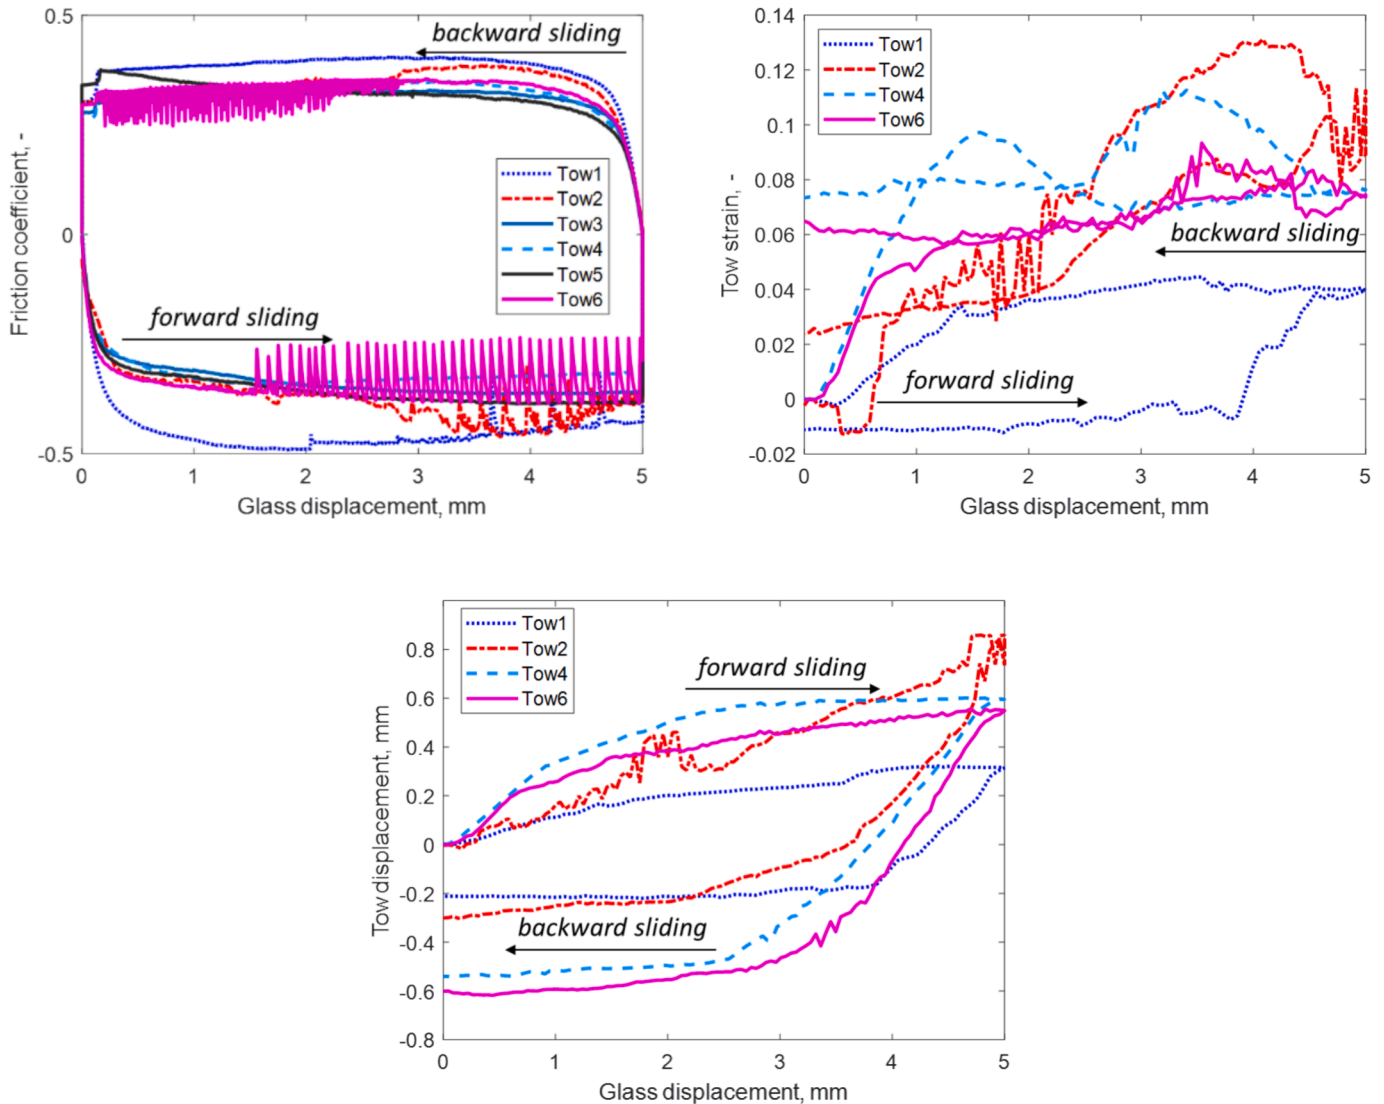 Friction coefficient, -
0.5
0
-0.5
backward sliding
Tow1
Tow2
Tow3
Tow4
Tow5
Tow6
forward sliding
0 1 2 3 4 5
Glass displacement, mm
Tow strain, -
0.14
0.12
0.1
0.08
0.06
0.04
0.02
0
-0.02
Tow1
Tow2
Tow4
Tow6
backward sliding
forward sliding
0 1 2 3 4 5
Glass displacement, mm
Tow displacement, mm
0.8
0.6
0.4
0.2
0
-0.2
-0.4
-0.6
-0.8
Tow1
Tow2
Tow4
Tow6
forward sliding
backward sliding
0 1 2 3 4 5
Glass displacement, mm